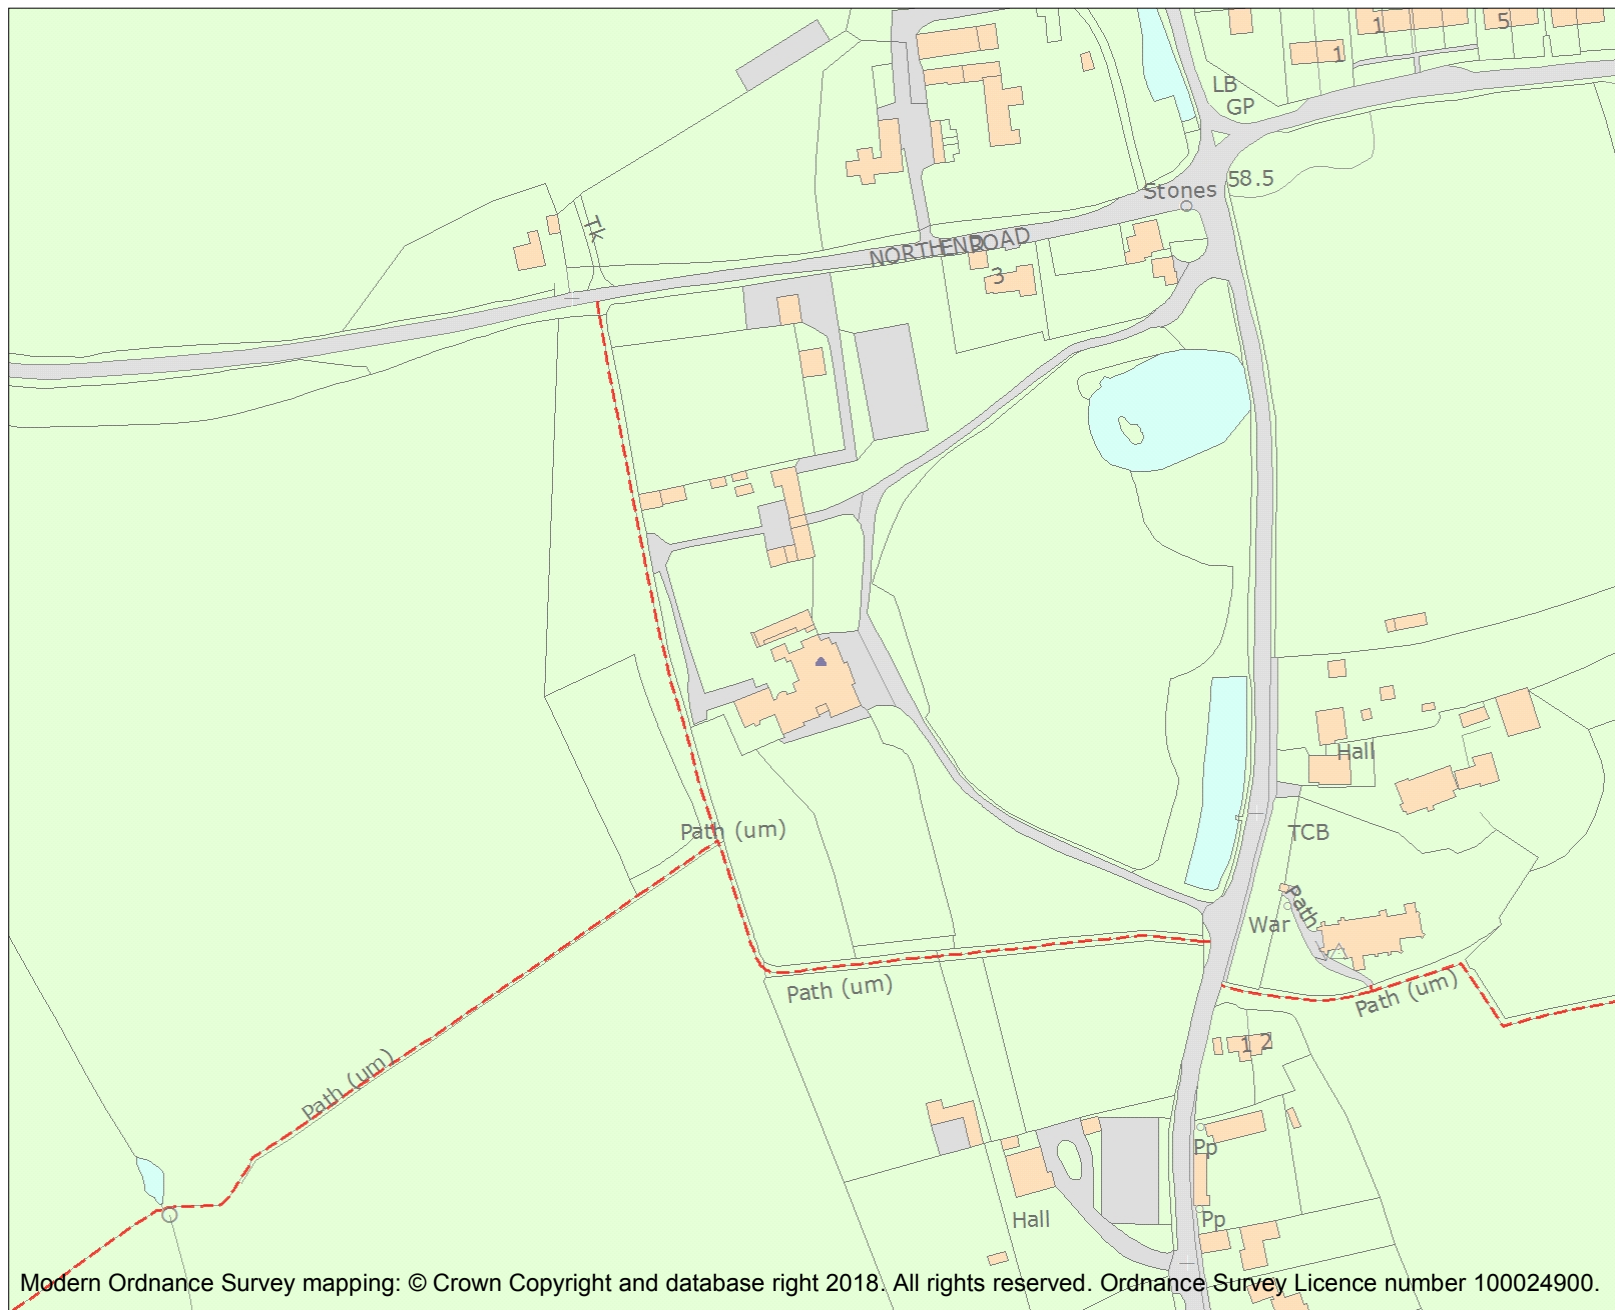 1
5
1
LB
GP
Stones
58.5
Tk
NORTH END ROAD
3
Hall
Path (um)
TCB
Path
War
Path (um)
Path (um)
1 2
Path (um)
Pp
Hall
Pp
Modern Ordnance Survey mapping: © Crown Copyright and database right 2018. All rights reserved. Ordnance Survey Licence number 100024900.